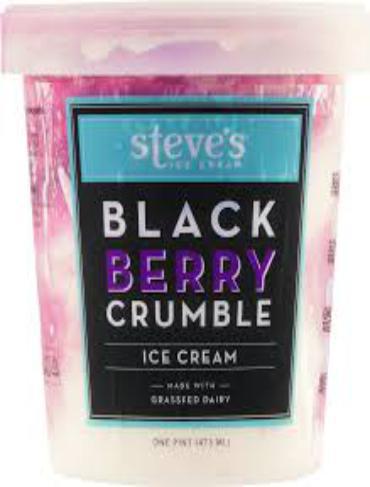 steve's
ICE CREAM
BLACK
BERRY
CRUMBLE
ICE CREAM
MADE WITH
GRASSFED DAIRY
ONE PINT (473 ML)